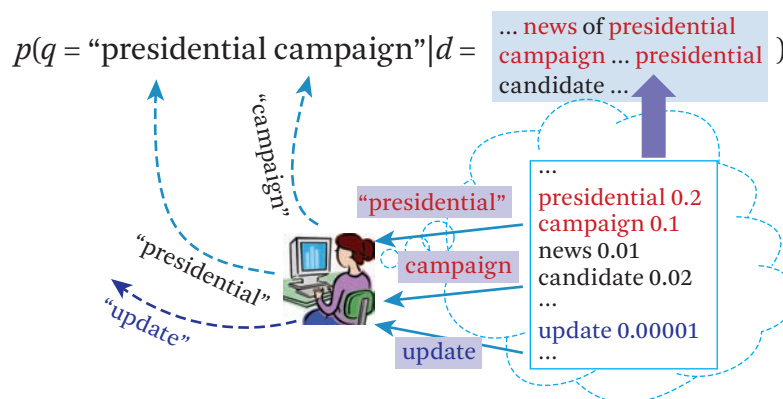 p(q = “presidential campaign”|d =
... news of presidential
campaign ... presidential
candidate ...
)
“campaign”
“presidential”
“update”
“presidential”
campaign
update
...
presidential 0.2
campaign 0.1
news 0.01
candidate 0.02
...
update 0.00001
...